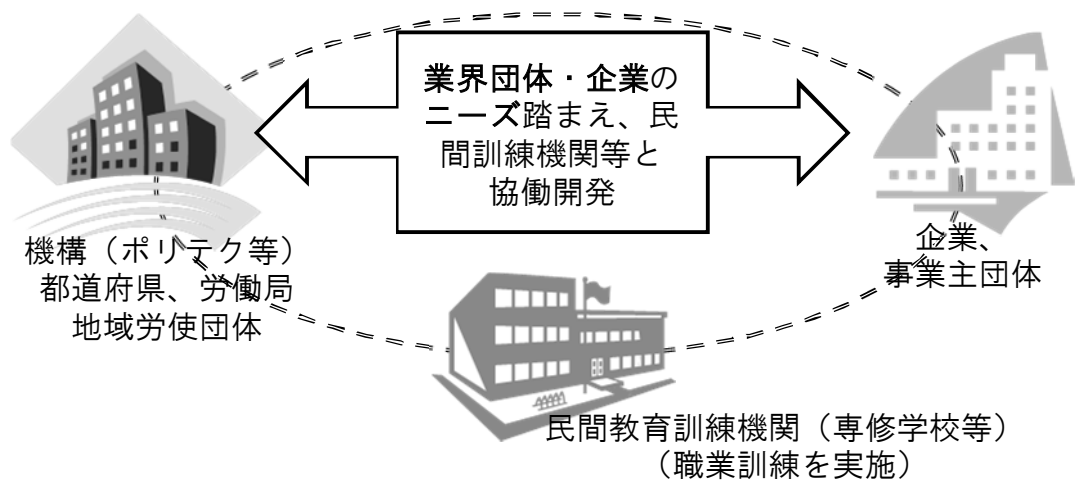 業界団体・企業の
ニーズ踏まえ、民
間訓練機関等と
協働開発
機構（ポリテク等）
都道府県、労働局
地域労使団体
企業、
事業主団体
民間教育訓練機関（専修学校等）
（職業訓練を実施）